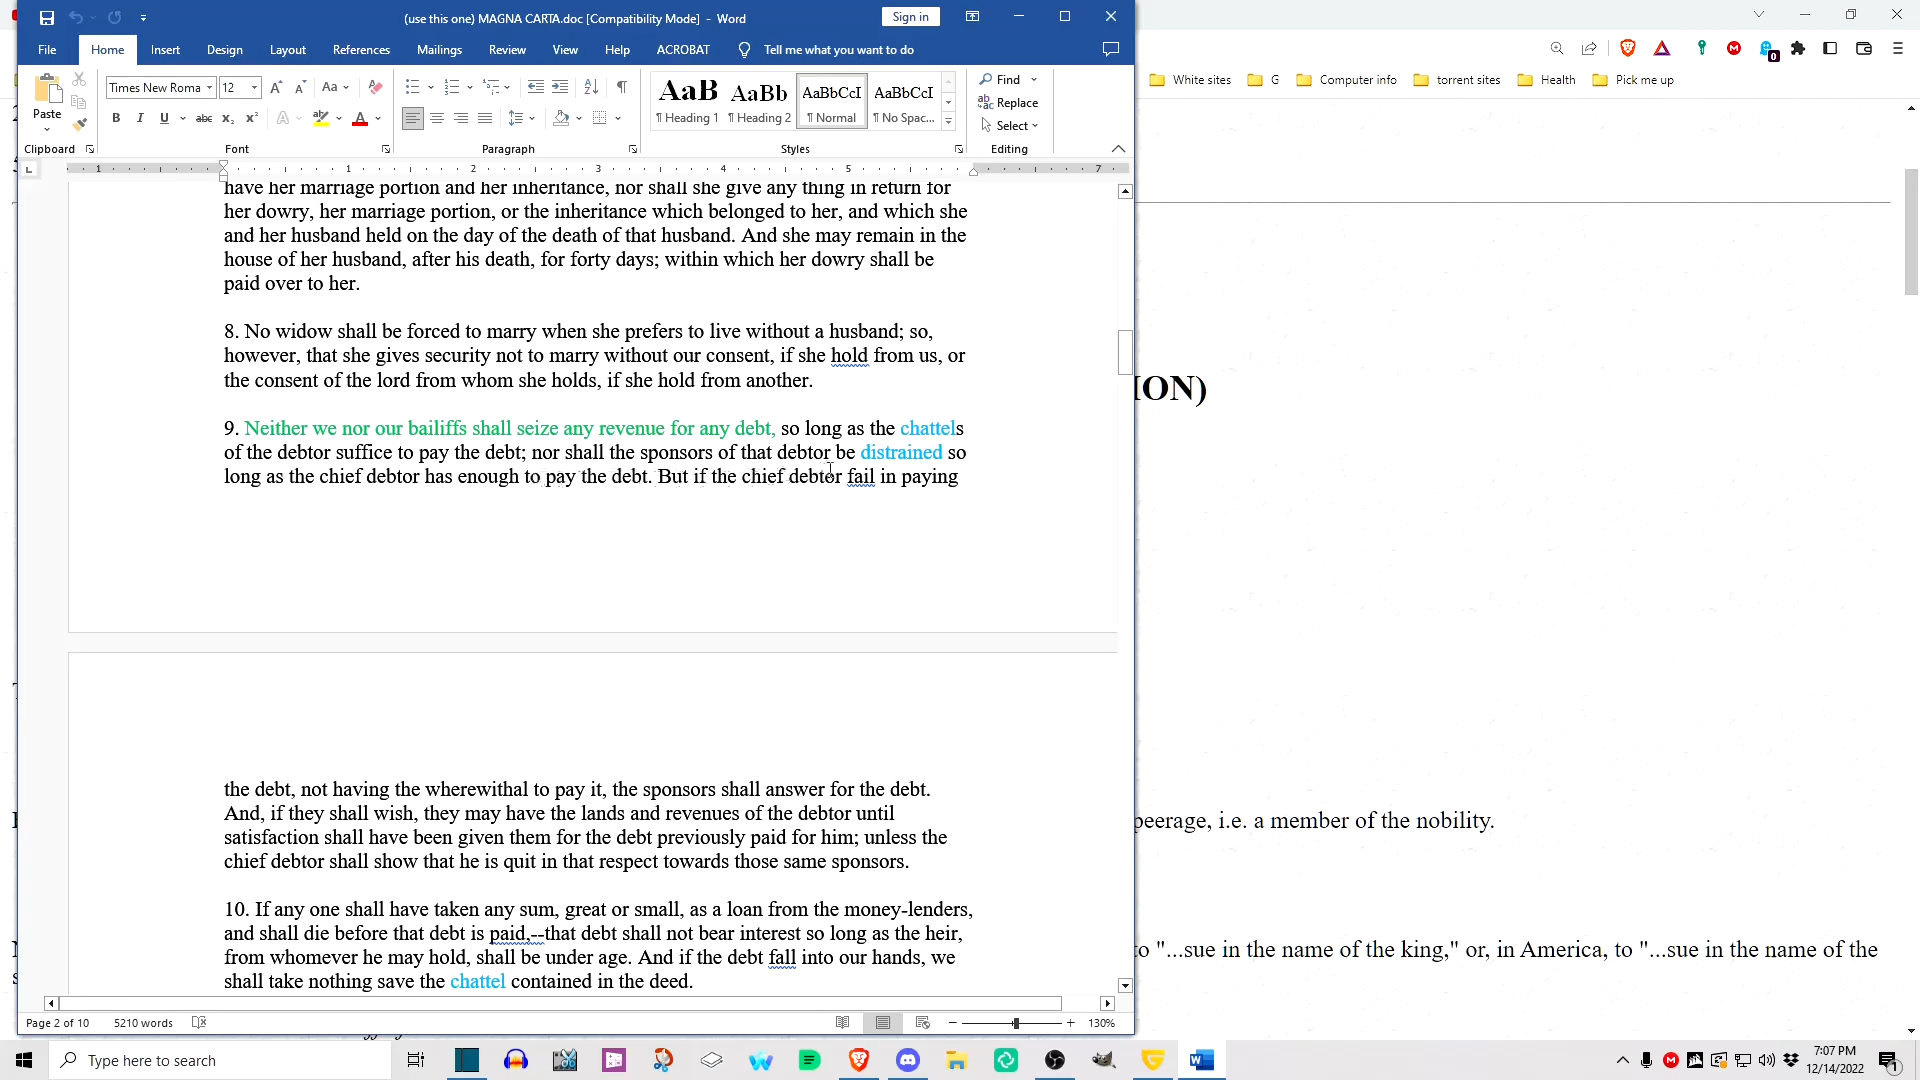 (use this one) MAGNA CARTA.doc [Compatibility Mode] - Word
Sign in
File Home Insert Design Layout References Mailings Review View Help ACROBAT Tell me what you want to do
White sites G Computer info torrent sites Health Pick me up
Paste
Times New Roma 12 Aa
B I U abc x₂ x² A
AaB AaBb AaBbCcI AaBbCcI
¶ Heading 1 ¶ Heading 2 ¶ Normal ¶ No Spac...
Find
Replace
Select
Clipboard Font Paragraph Styles Editing
1 1 2 3 4 5 7
have her marriage portion and her inheritance, nor shall she give any thing in return for
her dowry, her marriage portion, or the inheritance which belonged to her, and which she
and her husband held on the day of the death of that husband. And she may remain in the
house of her husband, after his death, for forty days; within which her dowry shall be
paid over to her.
8. No widow shall be forced to marry when she prefers to live without a husband; so,
however, that she gives security not to marry without our consent, if she hold from us, or
the consent of the lord from whom she holds, if she hold from another.
9. Neither we nor our bailiffs shall seize any revenue for any debt, so long as the chattels
of the debtor suffice to pay the debt; nor shall the sponsors of that debtor be distrained so
long as the chief debtor has enough to pay the debt. But if the chief debtor fail in paying
the debt, not having the wherewithal to pay it, the sponsors shall answer for the debt.
And, if they shall wish, they may have the lands and revenues of the debtor until
satisfaction shall have been given them for the debt previously paid for him; unless the
chief debtor shall show that he is quit in that respect towards those same sponsors.
10. If any one shall have taken any sum, great or small, as a loan from the money-lenders,
and shall die before that debt is paid,--that debt shall not bear interest so long as the heir,
from whomever he may hold, shall be under age. And if the debt fall into our hands, we
shall take nothing save the chattel contained in the deed.
ION)
peerage, i.e. a member of the nobility.
to "...sue in the name of the king," or, in America, to "...sue in the name of the
Page 2 of 10 5210 words 130%
Type here to search
7:07 PM
12/14/2022